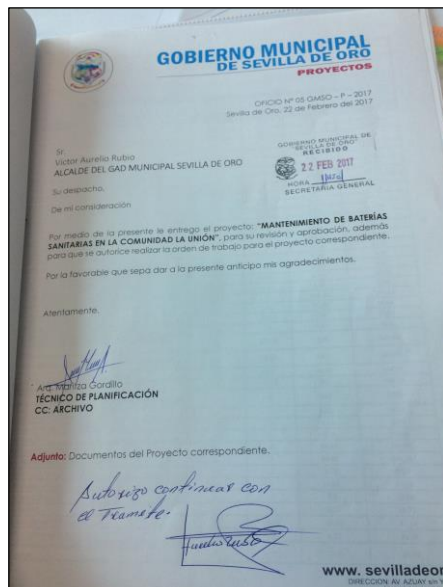 GOBIERNO MUNICIPAL
DE SEVILLA DE ORO
PROYECTOS
OFICIO Nº 05 GMSO – P – 2017
Sevilla de Oro, 22 de Febrero del 2017
Sr.
Victor Aurelio Rubio
ALCALDE DEL GAD MUNICIPAL SEVILLA DE ORO
GOBIERNO MUNICIPAL DE
SEVILLA DE ORO
RECIBIDO
22 FEB 2017
HORA
SECRETARIA GENERAL
Su despacho,
De mi consideración
Por medio de la presente le entrego el proyecto: "MANTENIMIENTO DE BATERÍAS
SANITARIAS EN LA COMUNIDAD LA UNIÓN", para su revisión y aprobación, además
para que se autorice realizar la orden de trabajo para el proyecto correspondiente.
Por la favorable que sepa dar a la presente anticipo mis agradecimientos.
Atentamente,
Arq. Maritza Gordillo
TÉCNICO DE PLANIFICACIÓN
CC: ARCHIVO
Adjunto: Documentos del Proyecto correspondiente.
Autorizo continuar con
el Tramite.
www. sevilladeor
DIRECCION: AV. AZUAY